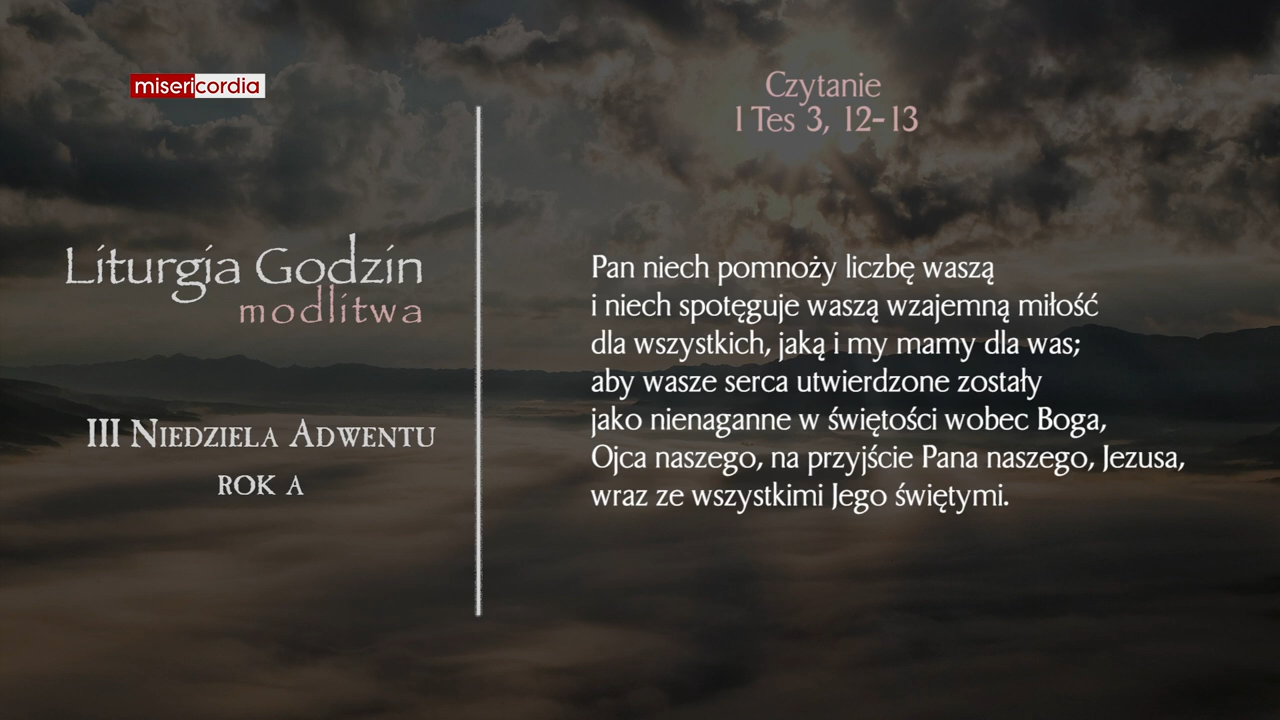 misericordia
Liturgia Godzin
modlitwa
III Niedziela Adwentu
rok A
Czytanie
1 Tes 3, 12-13
Pan niech pomnoży liczbę waszą
i niech spotęguje waszą wzajemną miłość
dla wszystkich, jaką i my mamy dla was;
aby wasze serca utwierdzone zostały
jako nienaganne w świętości wobec Boga,
Ojca naszego, na przyjście Pana naszego, Jezusa,
wraz ze wszystkimi Jego świętymi.